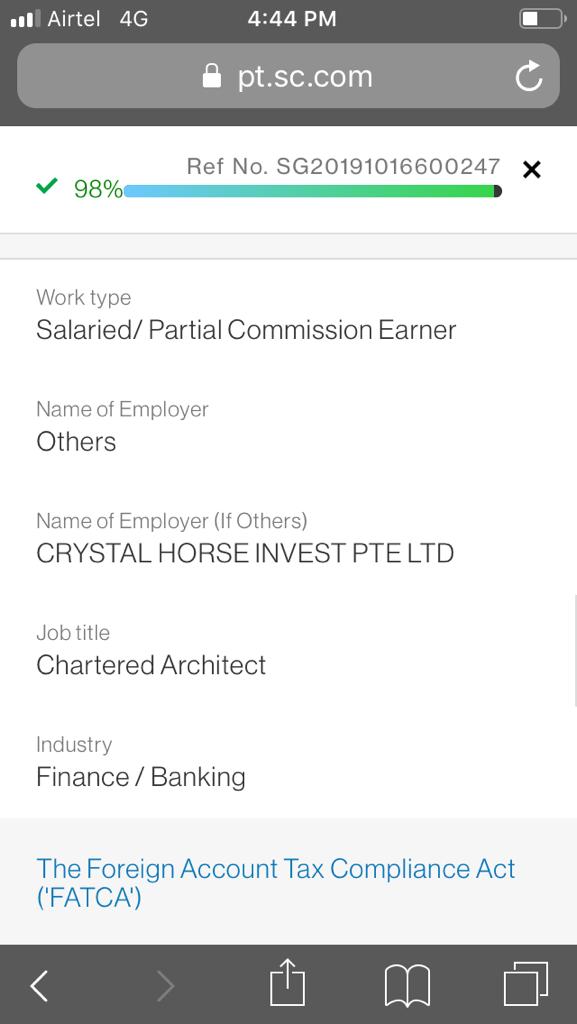 Airtel 4G 4:44 PM
pt.sc.com
Ref No. SG20191016600247
98%
Work type
Salaried/ Partial Commission Earner
Name of Employer
Others
Name of Employer (If Others)
CRYSTAL HORSE INVEST PTE LTD
Job title
Chartered Architect
Industry
Finance / Banking
The Foreign Account Tax Compliance Act
('FATCA')